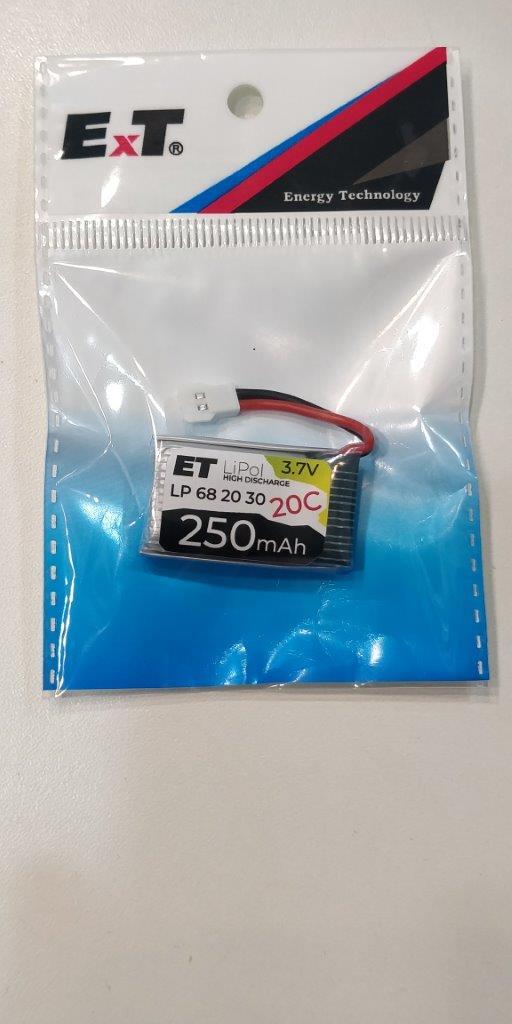 ExT®
Energy Technology
ET LiPol 3.7V
HIGH DISCHARGE
LP 68 20 30 20C
250mAh